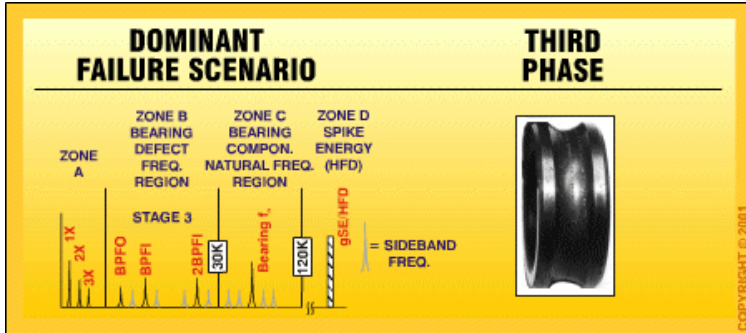 DOMINANT
FAILURE SCENARIO
THIRD
PHASE
ZONE
A
ZONE B
BEARING
DEFECT
FREQ.
REGION
ZONE C
BEARING
COMPON.
NATURAL FREQ.
REGION
ZONE D
SPIKE
ENERGY
(HFD)
STAGE 3
1X
2X
3X
BPFO
BPFI
2BPFI
30K
Bearing fn
120K
gSE/HFD
= SIDEBAND
FREQ.
COPYRIGHT © 2001